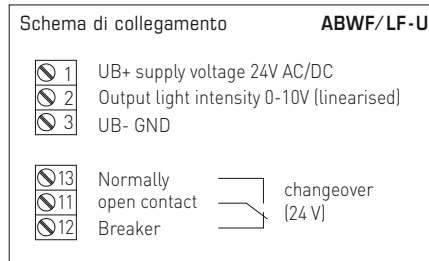 Schema di collegamento ABWF/LF-U
1 UB+ supply voltage 24V AC/DC
2 Output light intensity 0-10V (linearised)
3 UB- GND
13 Normally
11 open contact
12 Breaker
changeover
(24 V)